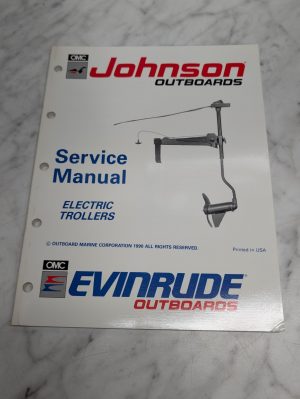 OMC
Johnson
OUTBOARDS
Service
Manual
ELECTRIC
TROLLERS
© OUTBOARD MARINE CORPORATION 1990 ALL RIGHTS RESERVED.
Printed in USA
OMC
EVINRUDE
OUTBOARDS